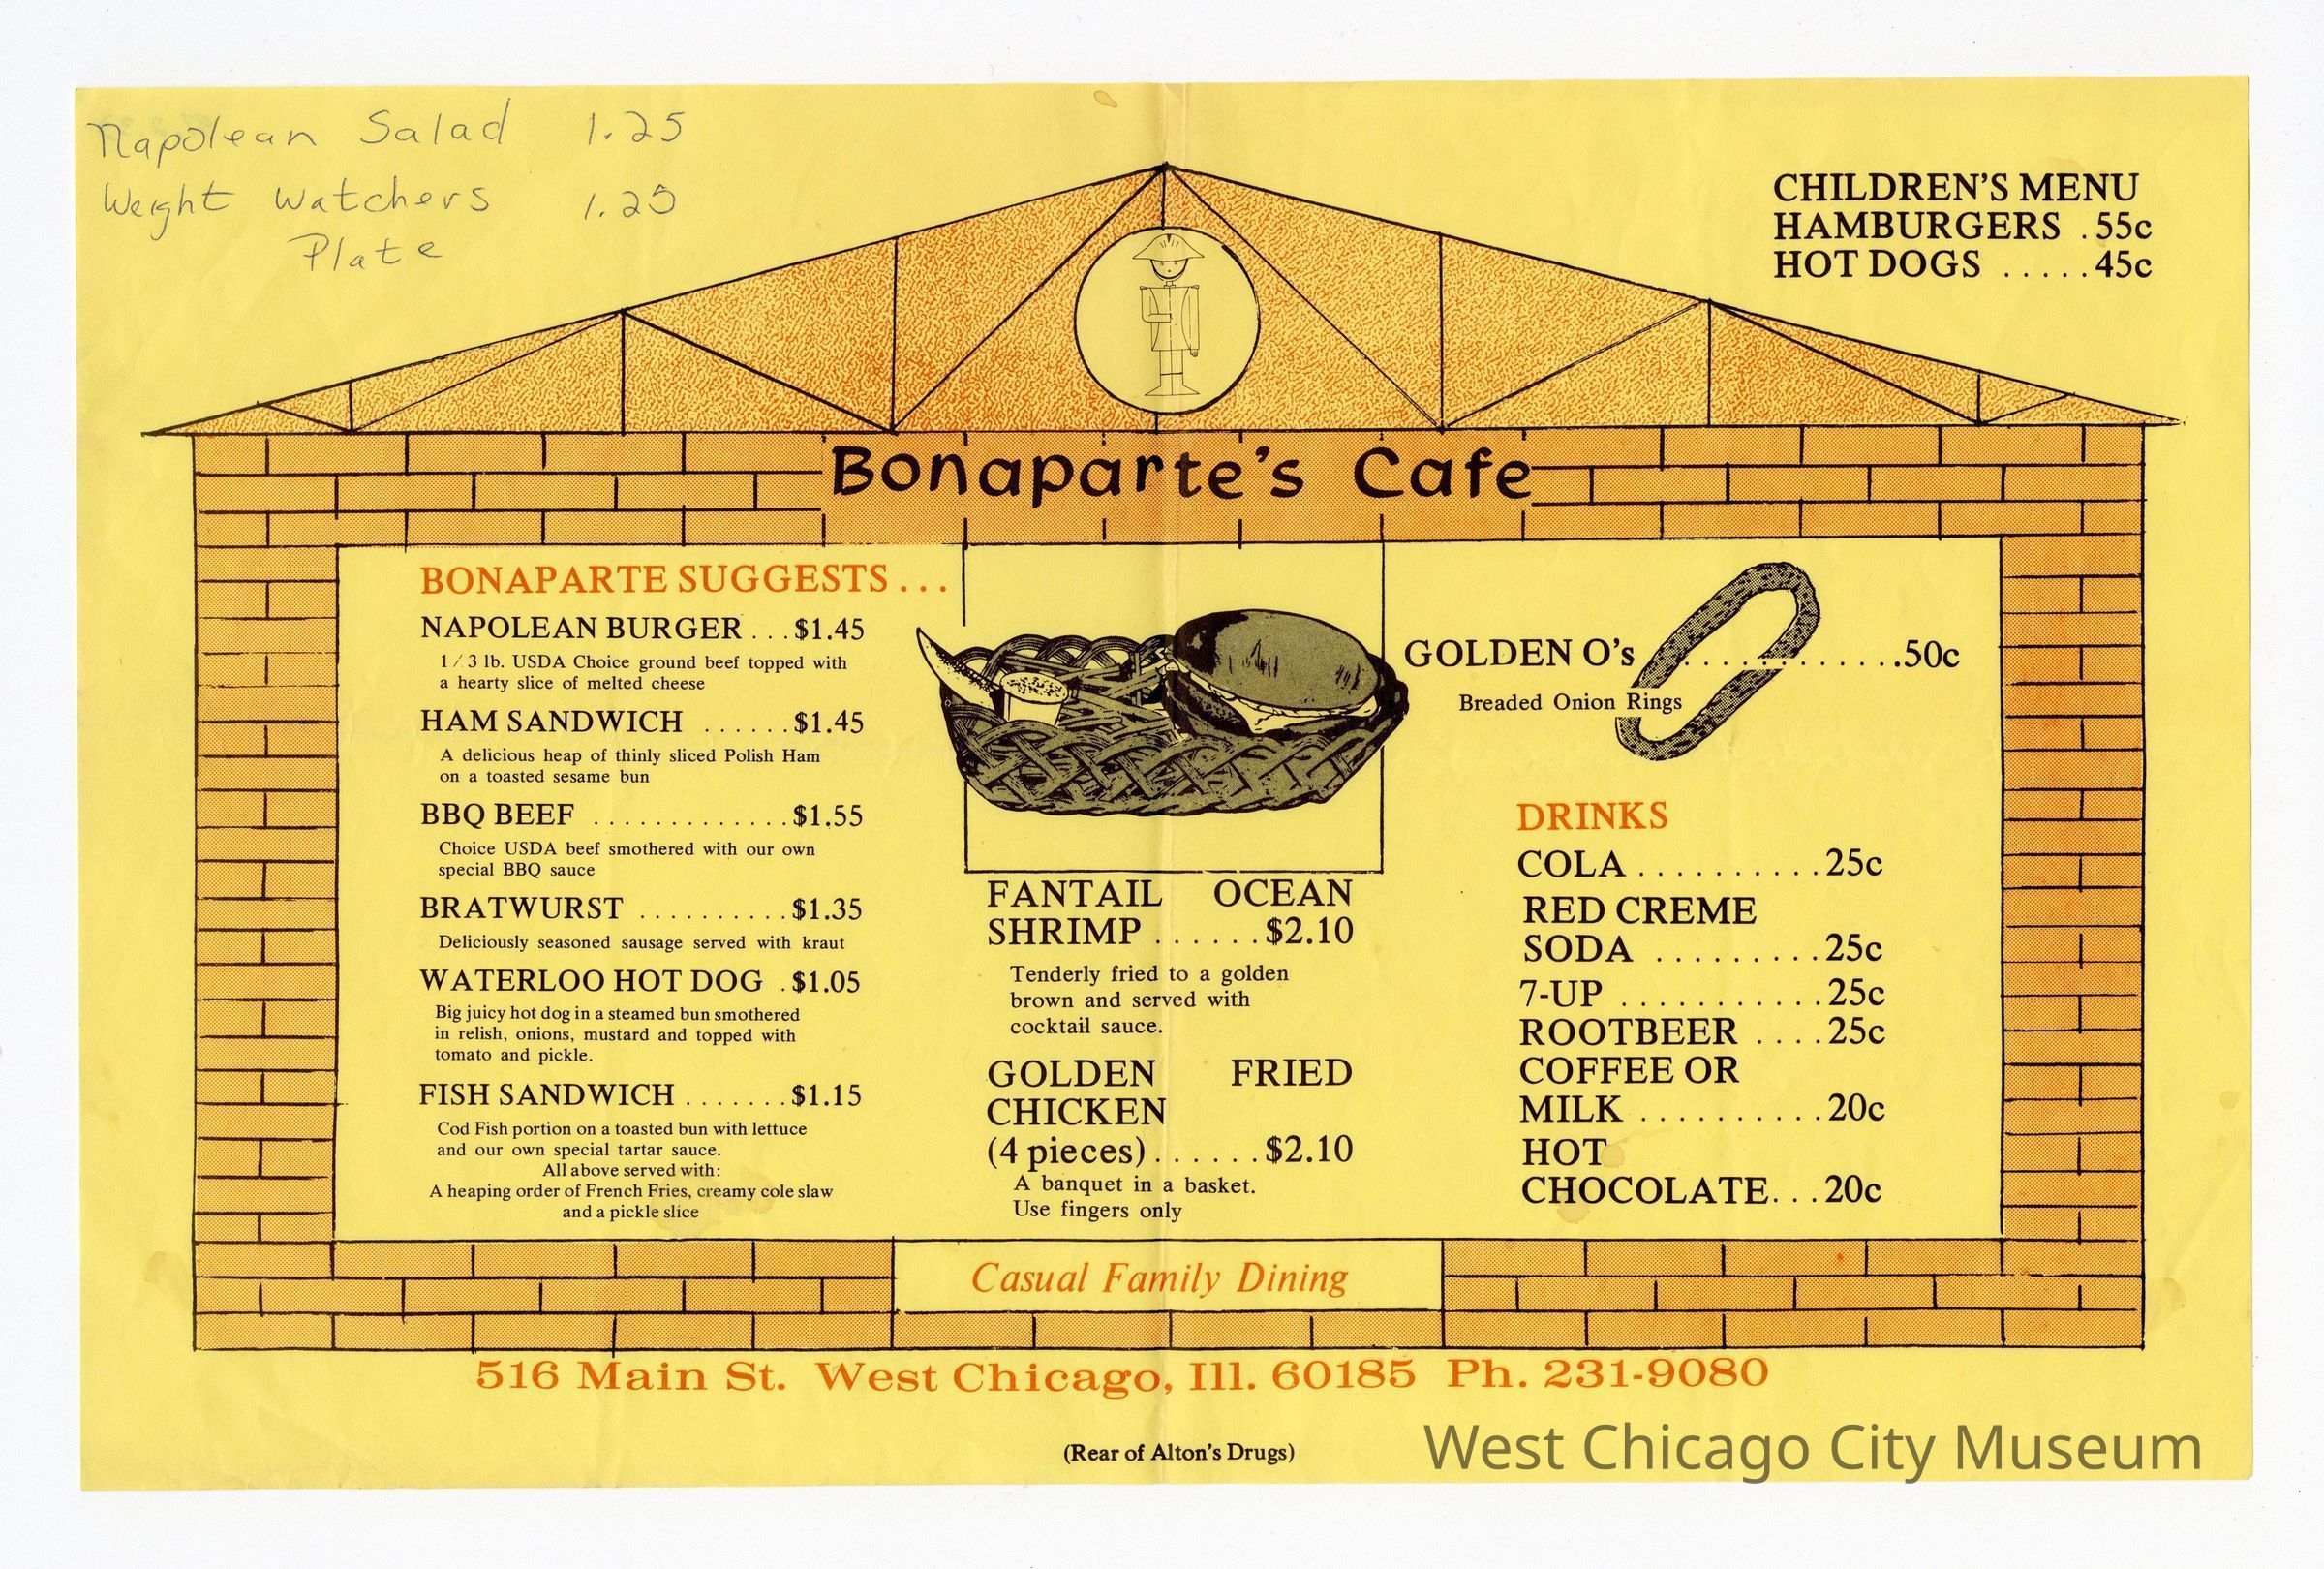 Napolean Salad 1.25
Weight Watchers 1.25
Plate
CHILDREN'S MENU
HAMBURGERS .55c
HOT DOGS .....45c
Bonaparte's Cafe
BONAPARTE SUGGESTS...
NAPOLEAN BURGER...$1.45
1/3 lb. USDA Choice ground beef topped with
a hearty slice of melted cheese
HAM SANDWICH ......$1.45
A delicious heap of thinly sliced Polish Ham
on a toasted sesame bun
BBQ BEEF .............$1.55
Choice USDA beef smothered with our own
special BBQ sauce
BRATWURST ..........$1.35
Deliciously seasoned sausage served with kraut
WATERLOO HOT DOG .$1.05
Big juicy hot dog in a steamed bun smothered
in relish, onions, mustard and topped with
tomato and pickle.
FISH SANDWICH .......$1.15
Cod Fish portion on a toasted bun with lettuce
and our own special tartar sauce.
All above served with:
A heaping order of French Fries, creamy cole slaw
and a pickle slice
FANTAIL OCEAN
SHRIMP ......$2.10
Tenderly fried to a golden
brown and served with
cocktail sauce.
GOLDEN FRIED
CHICKEN
(4 pieces)......$2.10
A banquet in a basket.
Use fingers only
GOLDEN O's ............50c
Breaded Onion Rings
DRINKS
COLA ..........25c
RED CREME
SODA .........25c
7-UP ...........25c
ROOTBEER ....25c
COFFEE OR
MILK ..........20c
HOT
CHOCOLATE...20c
Casual Family Dining
516 Main St. West Chicago, Ill. 60185 Ph. 231-9080
(Rear of Alton's Drugs)
West Chicago City Museum